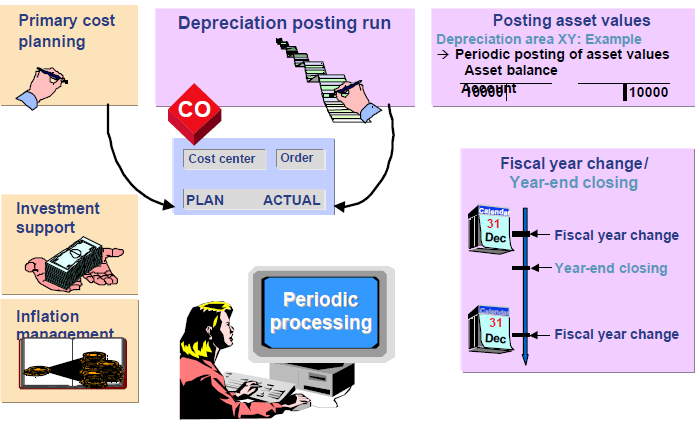 Primary cost
planning
Depreciation posting run
Posting asset values
Depreciation area XY: Example
→ Periodic posting of asset values
Asset balance
Account
10000
10000
CO
Cost center
Order
PLAN
ACTUAL
Investment
support
Inflation
management
Periodic
processing
Fiscal year change/
Year-end closing
Calendar
31
Dec
Fiscal year change
Year-end closing
Calendar
31
Dec
Fiscal year change